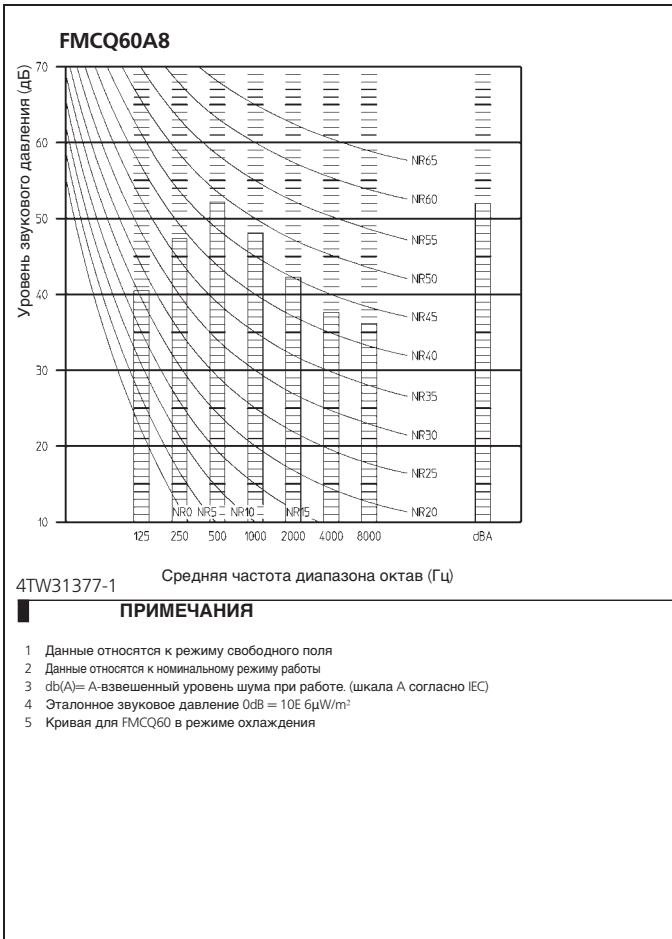 FMCQ60A8
Уровень звукового давления (дБ)
70
60
50
40
30
20
10
NR65
NR60
NR55
NR50
NR45
NR40
NR35
NR30
NR25
NR20
NR0 NR5 NR10 NR15
125 250 500 1000 2000 4000 8000 dBA
Средняя частота диапазона октав (Гц)
4TW31377-1
ПРИМЕЧАНИЯ
1 Данные относятся к режиму свободного поля
2 Данные относятся к номинальному режиму работы
3 db(A)= A-взвешенный уровень шума при работе. (шкала А согласно IEC)
4 Эталонное звуковое давление 0dB = 10E 6µW/m²
5 Кривая для FMCQ60 в режиме охлаждения